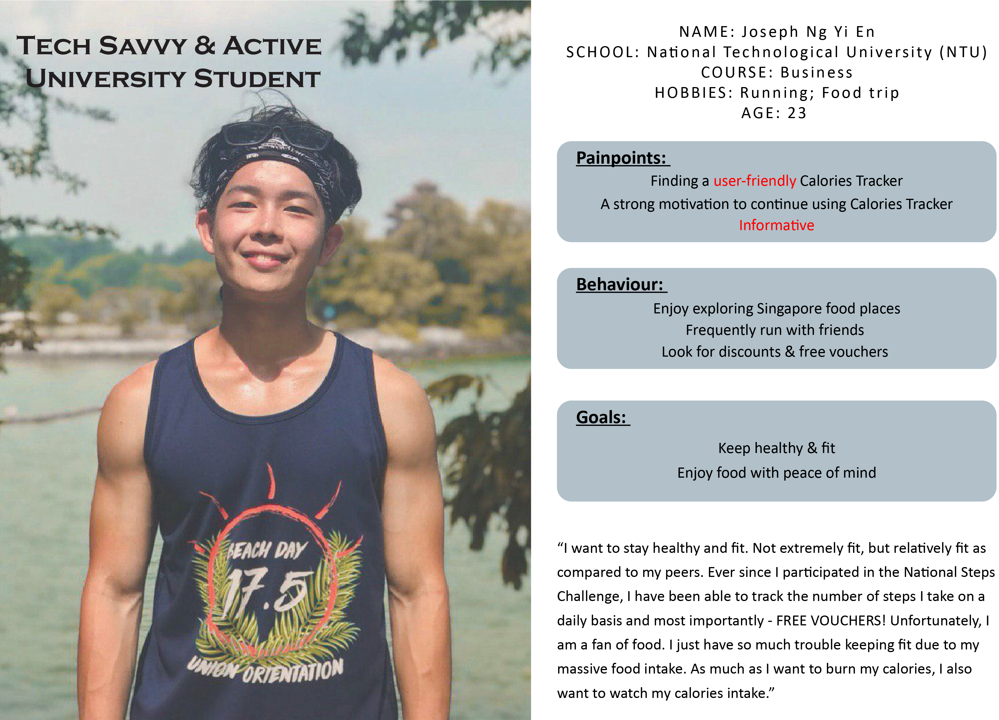 TECH SAVVY & ACTIVE
UNIVERSITY STUDENT
BEACH DAY
17.5
UNION ORIENTATION
NAME: Joseph Ng Yi En
SCHOOL: National Technological University (NTU)
COURSE: Business
HOBBIES: Running; Food trip
AGE: 23
Painpoints:
Finding a user-friendly Calories Tracker
A strong motivation to continue using Calories Tracker
Informative
Behaviour:
Enjoy exploring Singapore food places
Frequently run with friends
Look for discounts & free vouchers
Goals:
Keep healthy & fit
Enjoy food with peace of mind
“I want to stay healthy and fit. Not extremely fit, but relatively fit as
compared to my peers. Ever since I participated in the National Steps
Challenge, I have been able to track the number of steps I take on a
daily basis and most importantly - FREE VOUCHERS! Unfortunately, I
am a fan of food. I just have so much trouble keeping fit due to my
massive food intake. As much as I want to burn my calories, I also
want to watch my calories intake.”